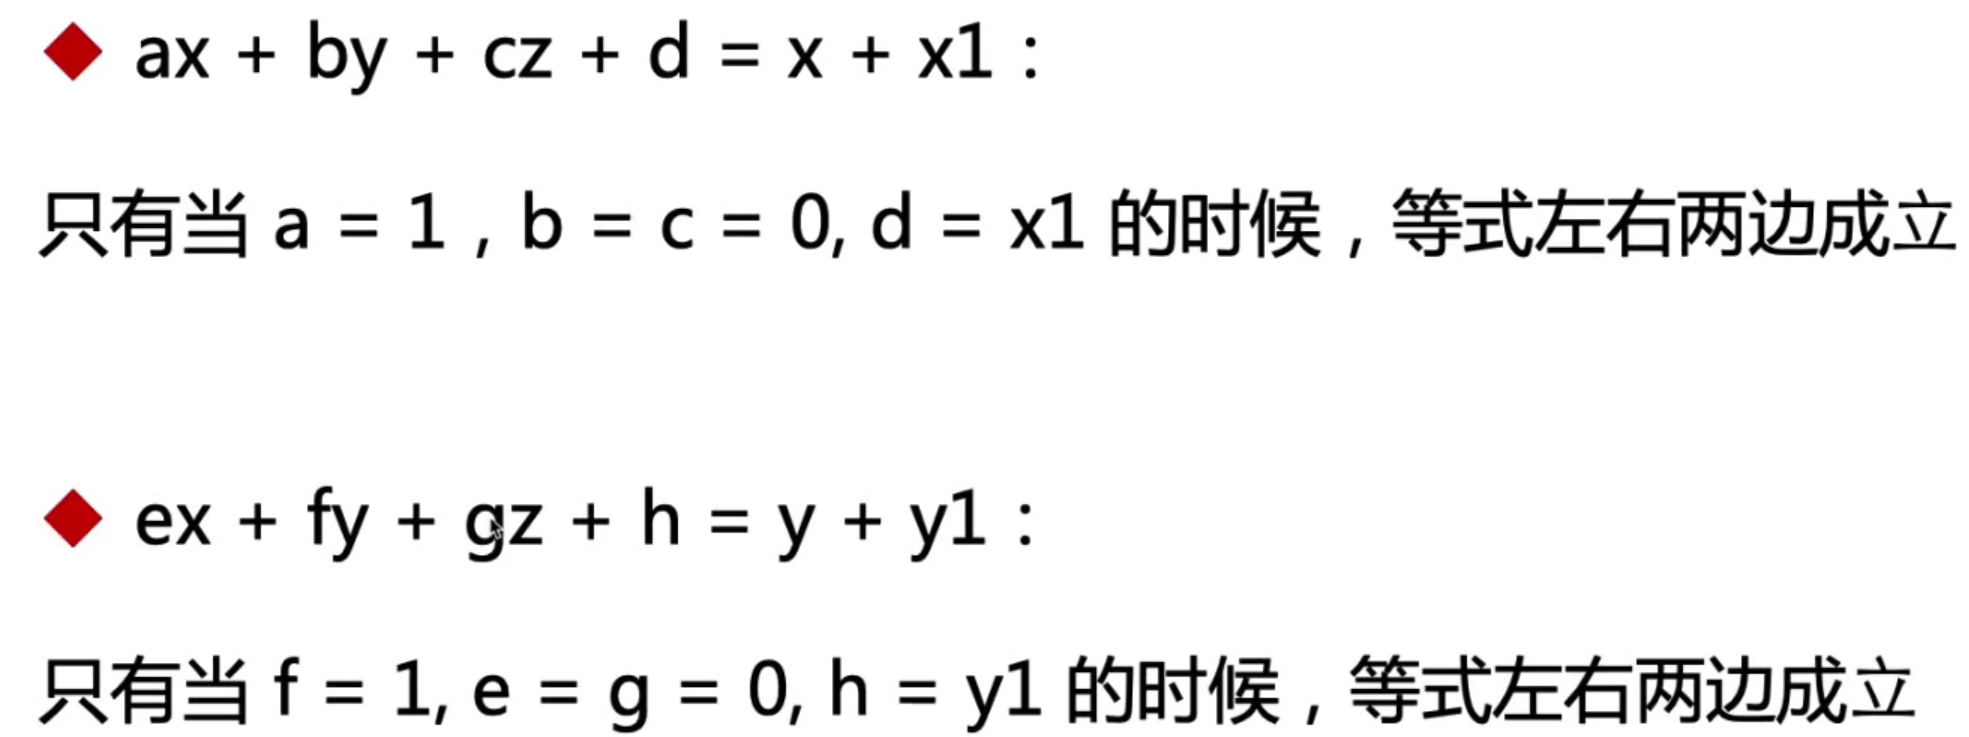 ◆ ax + by + cz + d = x + x1：
只有当 a = 1，b = c = 0, d = x1 的时候，等式左右两边成立
◆ ex + fy + gz + h = y + y1：
只有当 f = 1, e = g = 0, h = y1 的时候，等式左右两边成立